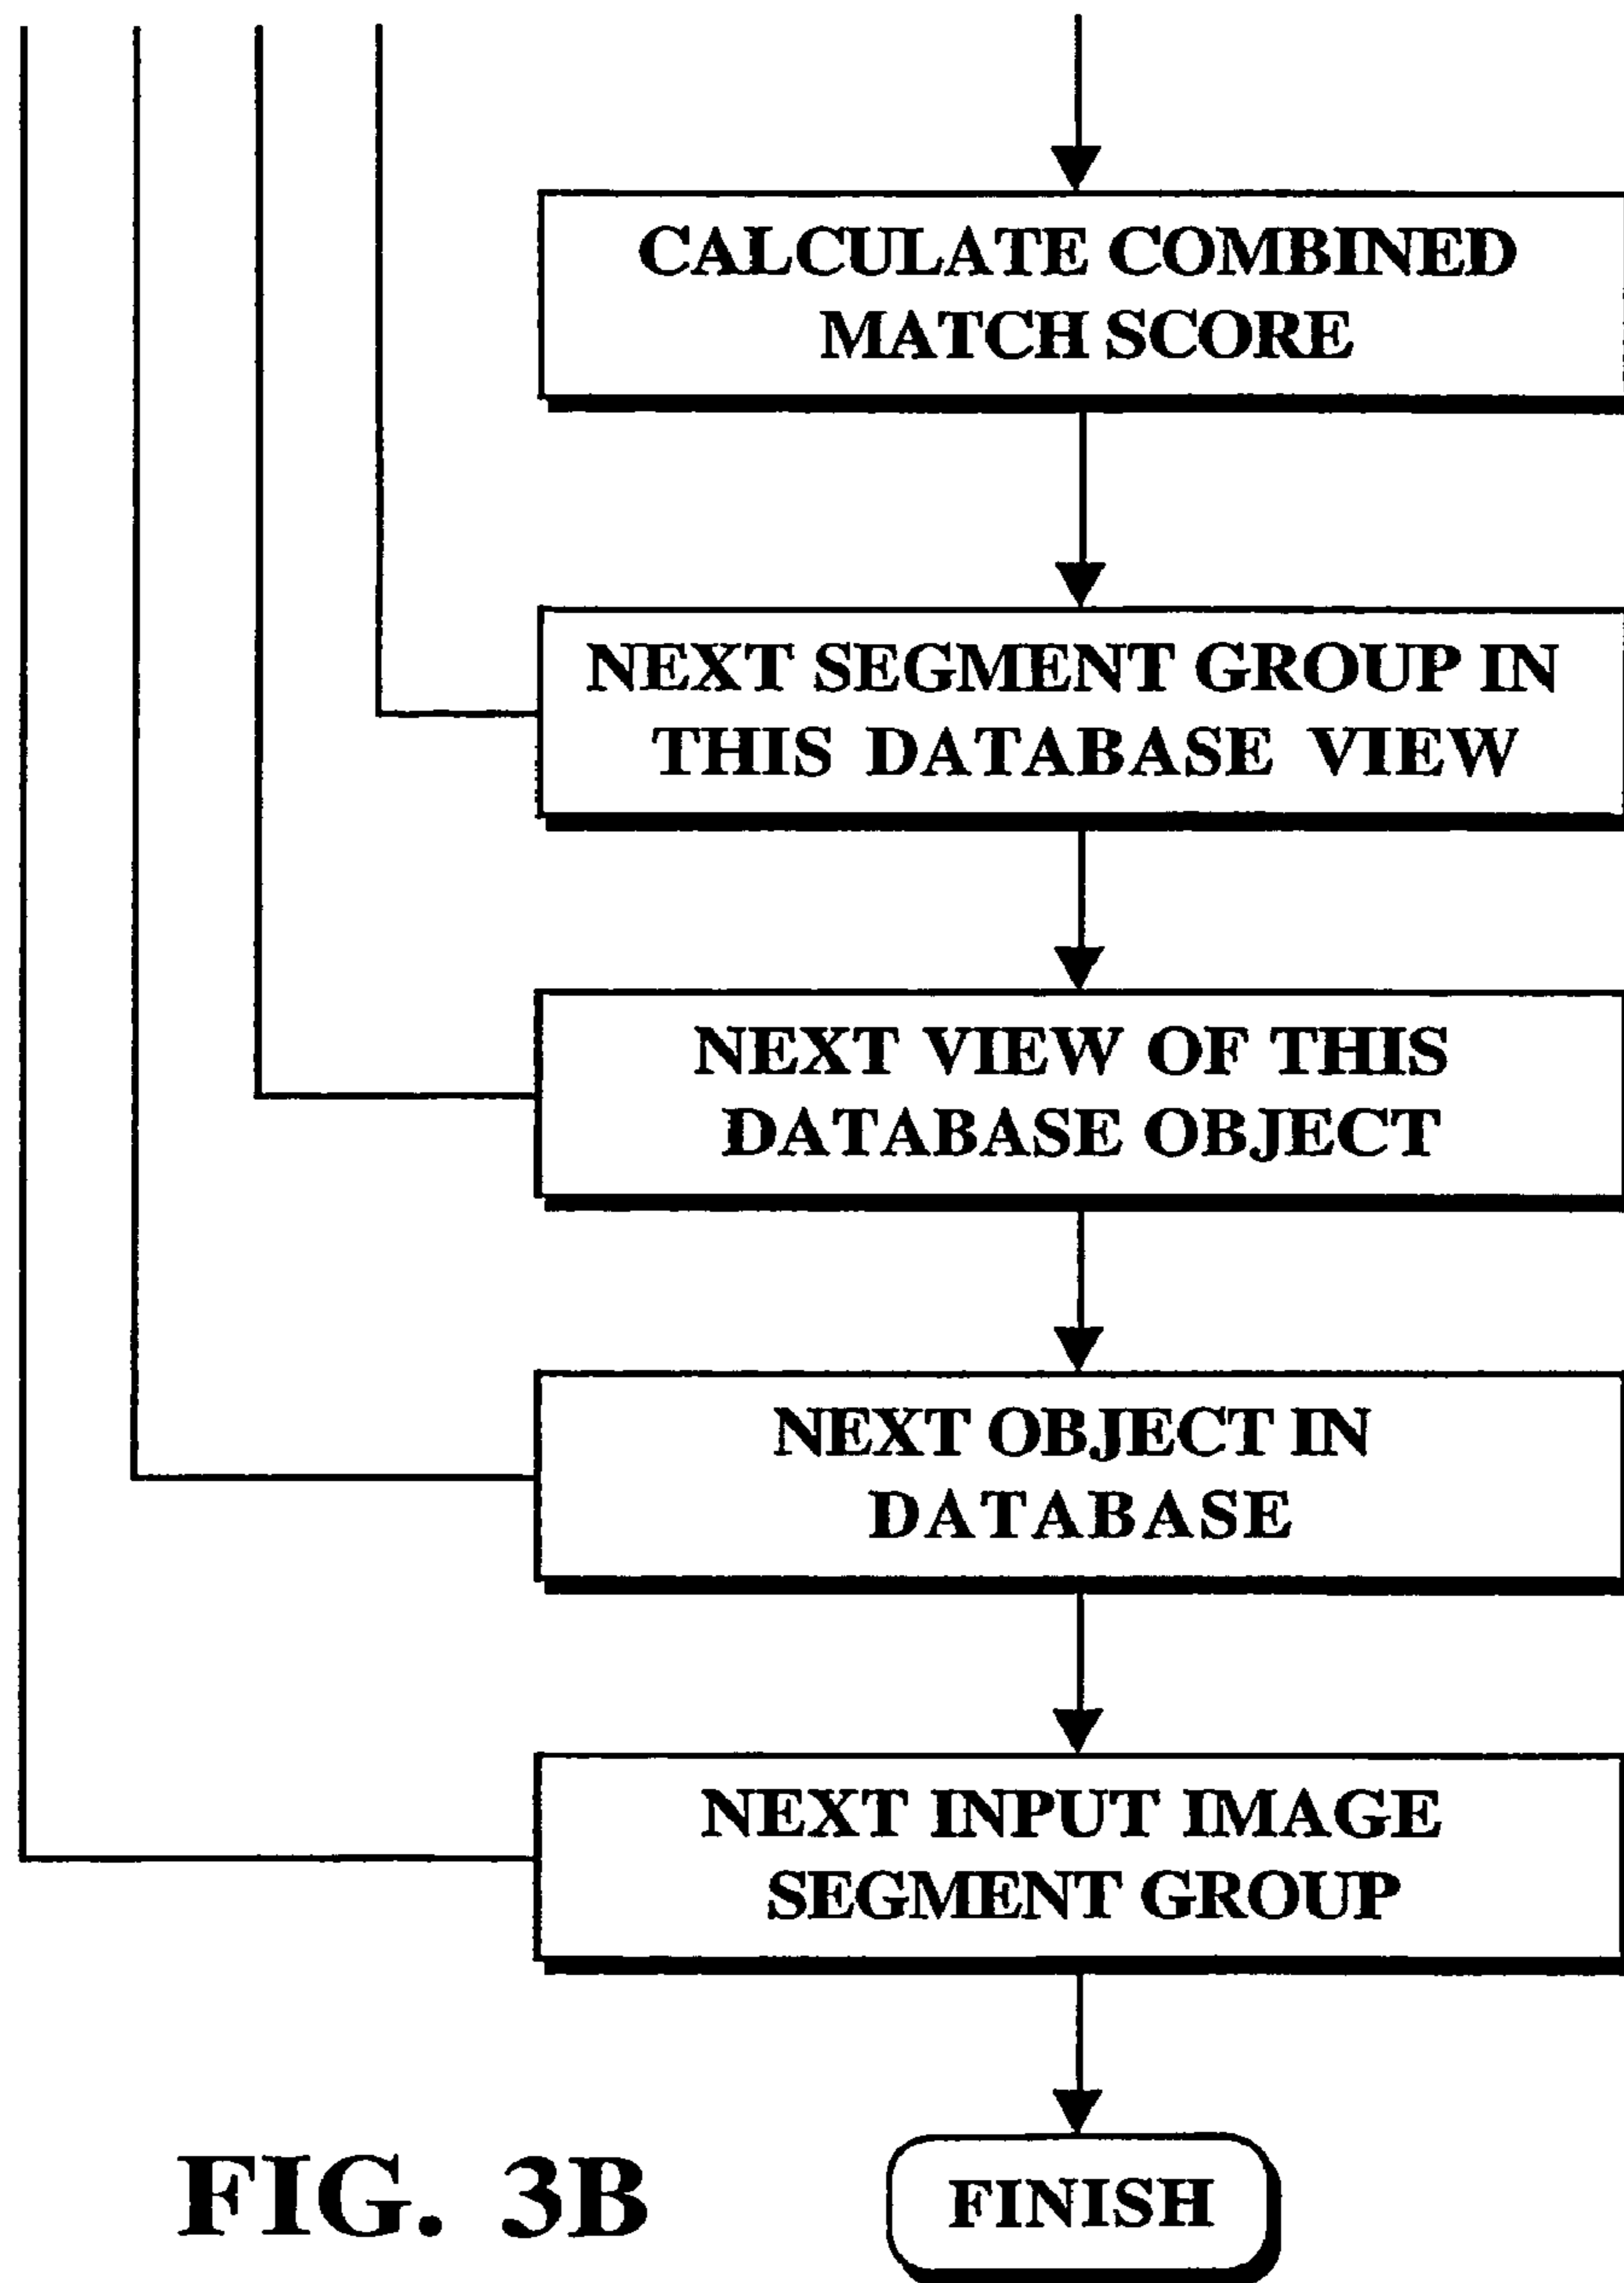 CALCULATE COMBINED
MATCH SCORE
NEXT SEGMENT GROUP IN
THIS DATABASE VIEW
NEXT VIEW OF THIS
DATABASE OBJECT
NEXT OBJECT IN
DATABASE
NEXT INPUT IMAGE
SEGMENT GROUP
FINISH
FIG. 3B